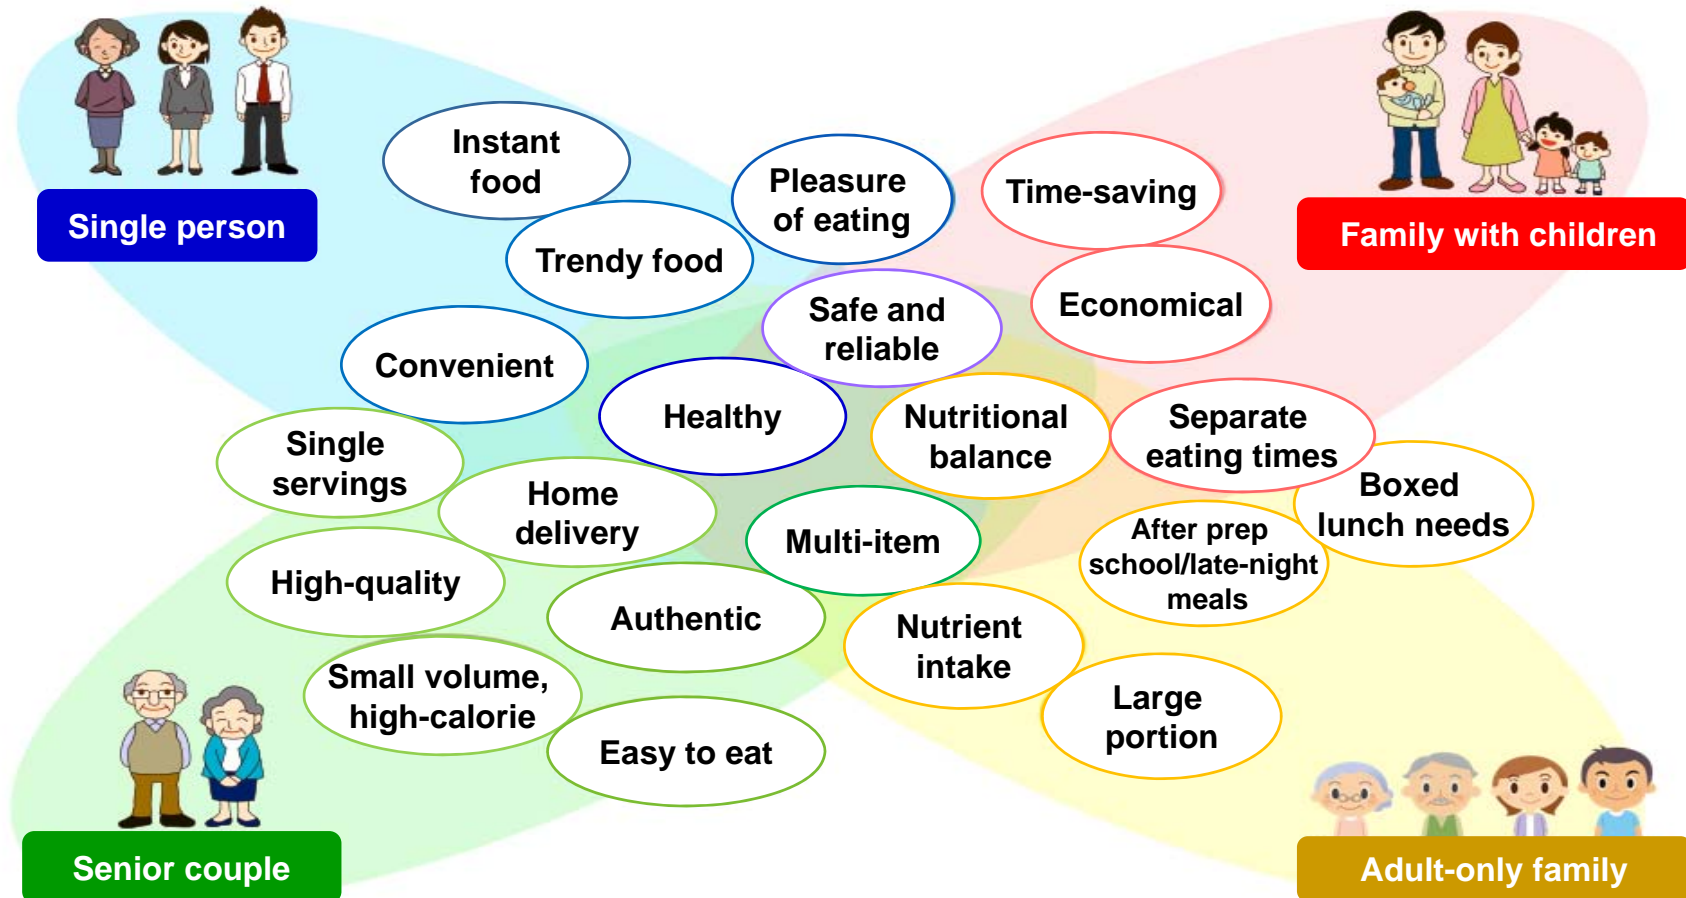 Single person
Family with children
Instant
food
Pleasure
of eating
Time-saving
Trendy food
Economical
Safe and
reliable
Convenient
Healthy
Nutritional
balance
Separate
eating times
Single
servings
Home
delivery
Boxed
lunch needs
Multi-item
After prep
school/late-night
meals
High-quality
Authentic
Nutrient
intake
Small volume,
high-calorie
Large
portion
Easy to eat
Senior couple
Adult-only family